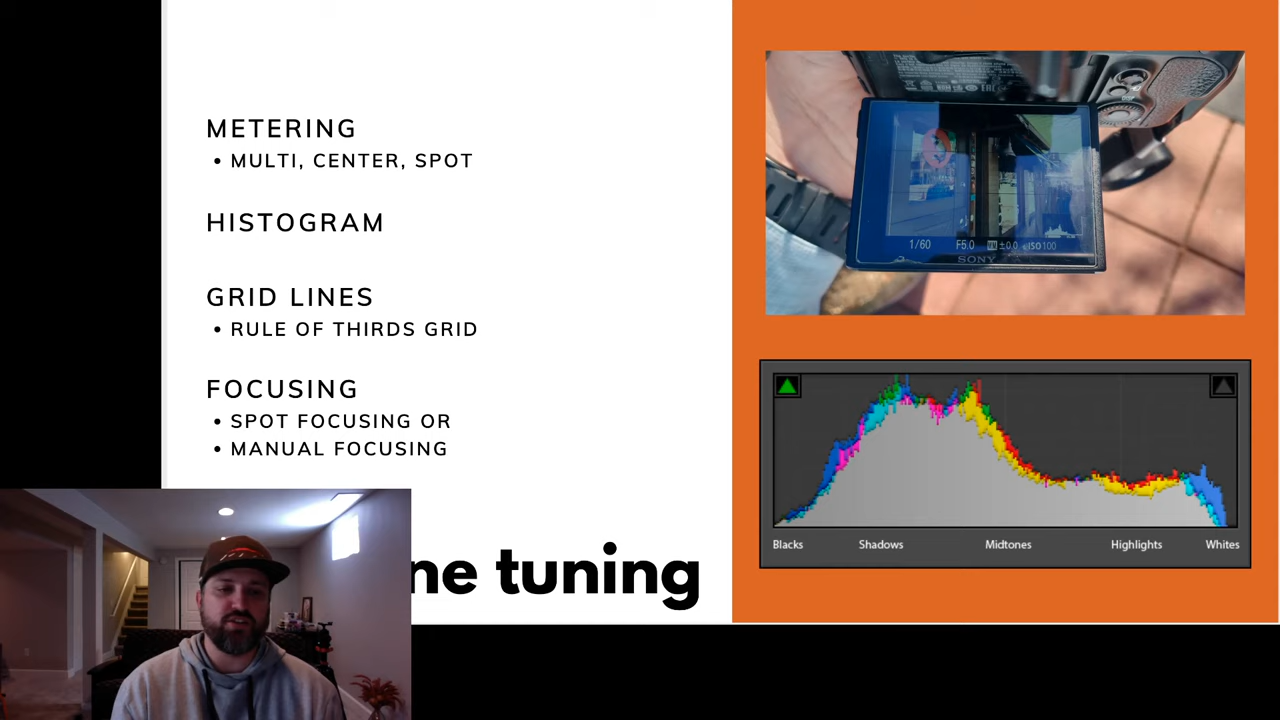 METERING
• MULTI, CENTER, SPOT
HISTOGRAM
GRID LINES
• RULE OF THIRDS GRID
FOCUSING
• SPOT FOCUSING OR
• MANUAL FOCUSING
ne tuning
1/60 F5.0 ±0.0 ISO100
SONY
Blacks Shadows Midtones Highlights Whites